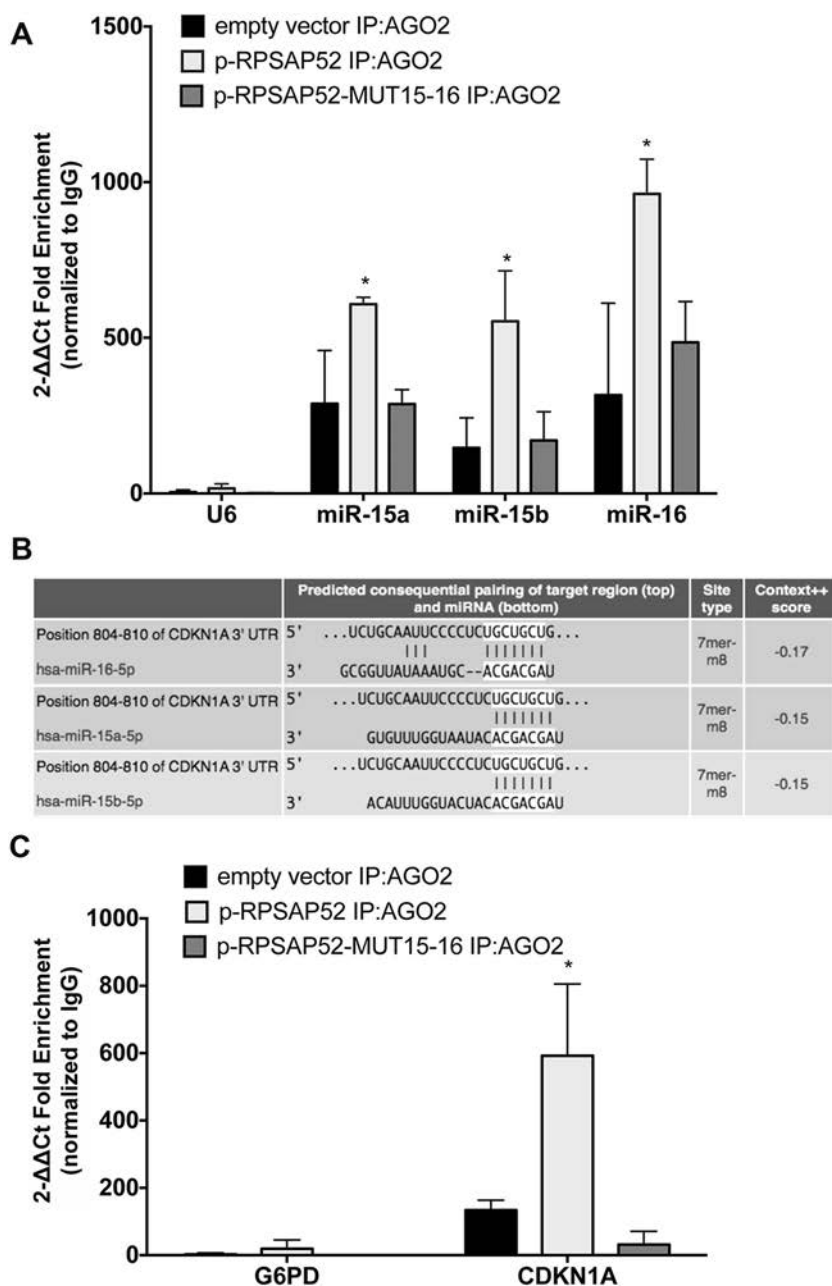 A
empty vector IP:AGO2
p-RPSAP52 IP:AGO2
p-RPSAP52-MUT15-16 IP:AGO2
2-ΔΔCt Fold Enrichment
(normalized to IgG)
1500
1000
500
0
* * *
U6 miR-15a miR-15b miR-16
B
Predicted consequential pairing of target region (top) and miRNA (bottom)
Site type
Context++ score
Position 804-810 of CDKN1A 3' UTR 5' ...UCUGCAAUUCCCCUCUGCUGCUG...
||| |||||||
hsa-miR-16-5p 3' GCGGUUAUAAAUGC--ACGACGAU
7mer-m8 -0.17
Position 804-810 of CDKN1A 3' UTR 5' ...UCUGCAAUUCCCCUCUGCUGCUG...
|||||||
hsa-miR-15a-5p 3' GUGUUUGGUAAUACACGACGAU
7mer-m8 -0.15
Position 804-810 of CDKN1A 3' UTR 5' ...UCUGCAAUUCCCCUCUGCUGCUG...
|||||||
hsa-miR-15b-5p 3' ACAUUUGGUACUACACGACGAU
7mer-m8 -0.15
C
empty vector IP:AGO2
p-RPSAP52 IP:AGO2
p-RPSAP52-MUT15-16 IP:AGO2
2-ΔΔCt Fold Enrichment
(normalized to IgG)
1000
800
600
400
200
0
*
G6PD CDKN1A